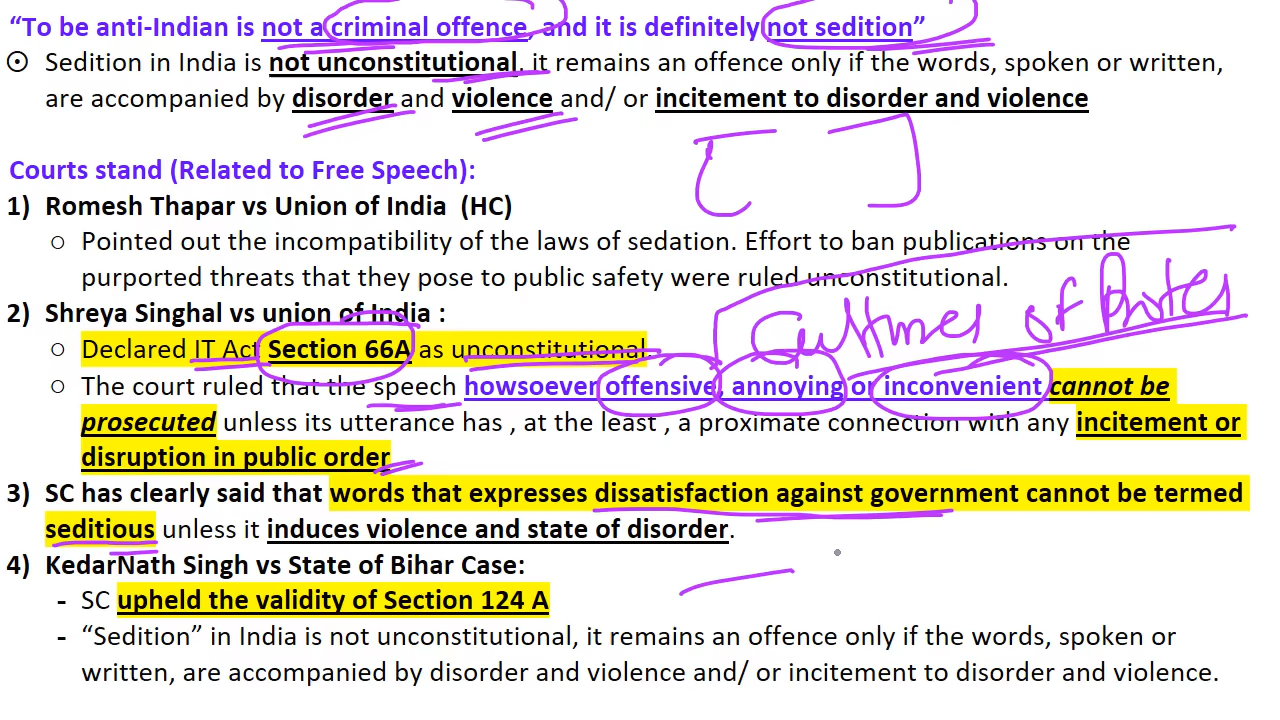 “To be anti-Indian is not a criminal offence, and it is definitely not sedition”
⊙ Sedition in India is not unconstitutional, it remains an offence only if the words, spoken or written,
are accompanied by disorder and violence and/ or incitement to disorder and violence
Courts stand (Related to Free Speech):
1) Romesh Thapar vs Union of India (HC)
○ Pointed out the incompatibility of the laws of sedation. Effort to ban publications on the
purported threats that they pose to public safety were ruled unconstitutional.
2) Shreya Singhal vs union of India :
○ Declared IT Act Section 66A as unconstitutional.
○ The court ruled that the speech howsoever offensive, annoying or inconvenient cannot be
prosecuted unless its utterance has , at the least , a proximate connection with any incitement or
disruption in public order
of
3) SC has clearly said that words that expresses dissatisfaction against government cannot be termed
seditious unless it induces violence and state of disorder.
4) KedarNath Singh vs State of Bihar Case:
- SC upheld the validity of Section 124 A
- “Sedition” in India is not unconstitutional, it remains an offence only if the words, spoken or
written, are accompanied by disorder and violence and/ or incitement to disorder and violence.